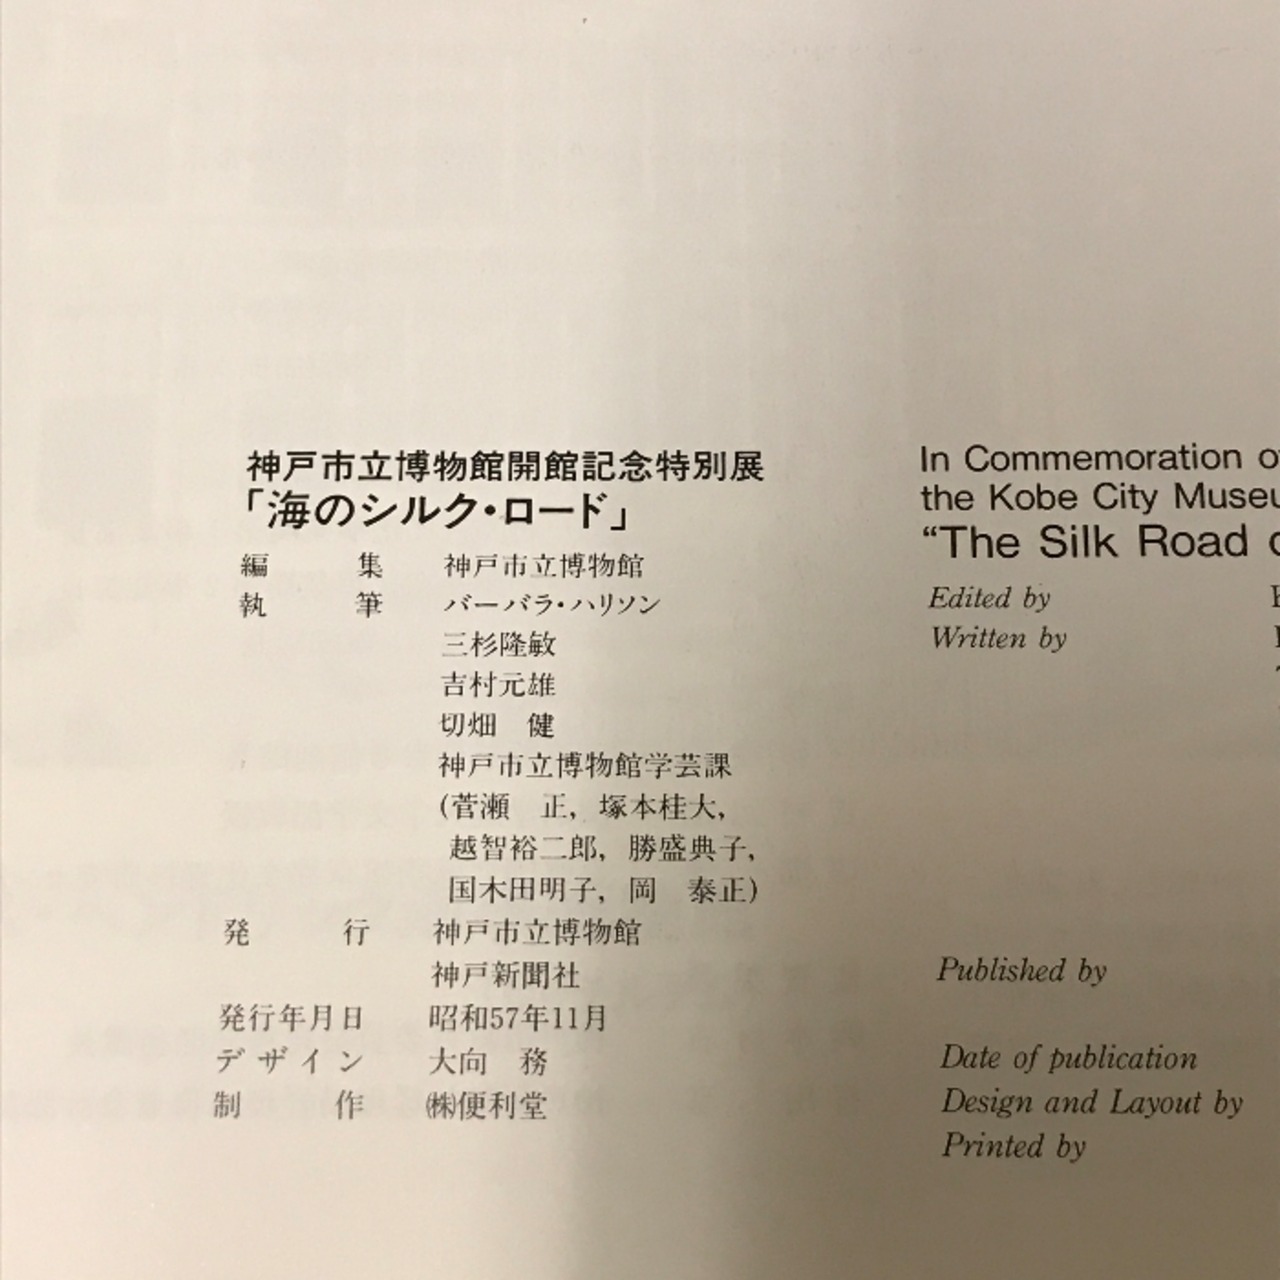 神戸市立博物館開館記念特別展
「海のシルク・ロード」
編集 神戸市立博物館
執筆 バーバラ・ハリソン
三杉隆敏
吉村元雄
切畑 健
神戸市立博物館学芸課
(菅瀬 正, 塚本桂大,
越智裕二郎, 勝盛典子,
国木田明子, 岡 泰正)
発行 神戸市立博物館
神戸新聞社
発行年月日 昭和57年11月
デザイン 大向 務
制作 ㈱便利堂
In Commemoration
the Kobe City
“The Silk Road
Edited by
Written by
Published by
Date of publication
Design and Layout by
Printed by